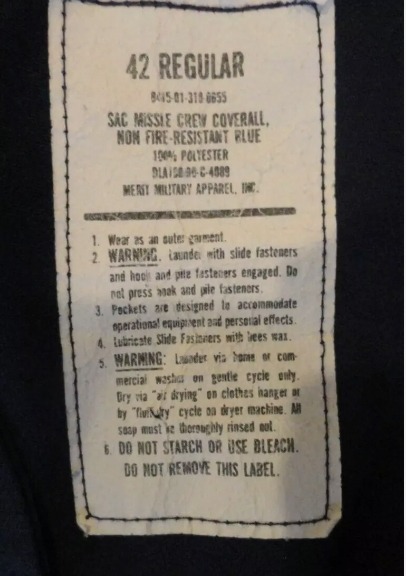 42 REGULAR
8415-01-318-
SAC MISSLE CREW COVERALL,
NON FIRE-RESISTANT BLUE
100% POLYESTER
MERIT MILITARY APPAREL, INC.
1. Wear as an outer garment.
2. WARNING. Launder with slide fasteners
and hook and pile fasteners engaged. Do
not press hook and pile fasteners.
3. Pockets are designed to accommodate
operational equipment and personal effects.
4. Lubricate Slide Fasteners with bees wax.
5. WARNING: Launder via home or com-
mercial washer on gentle cycle only.
Dry via "air drying" on clothes hanger or
by "fluff dry" cycle on dryer machine. All
soap must be thoroughly rinsed out.
6. DO NOT STARCH OR USE BLEACH.
DO NOT REMOVE THIS LABEL.